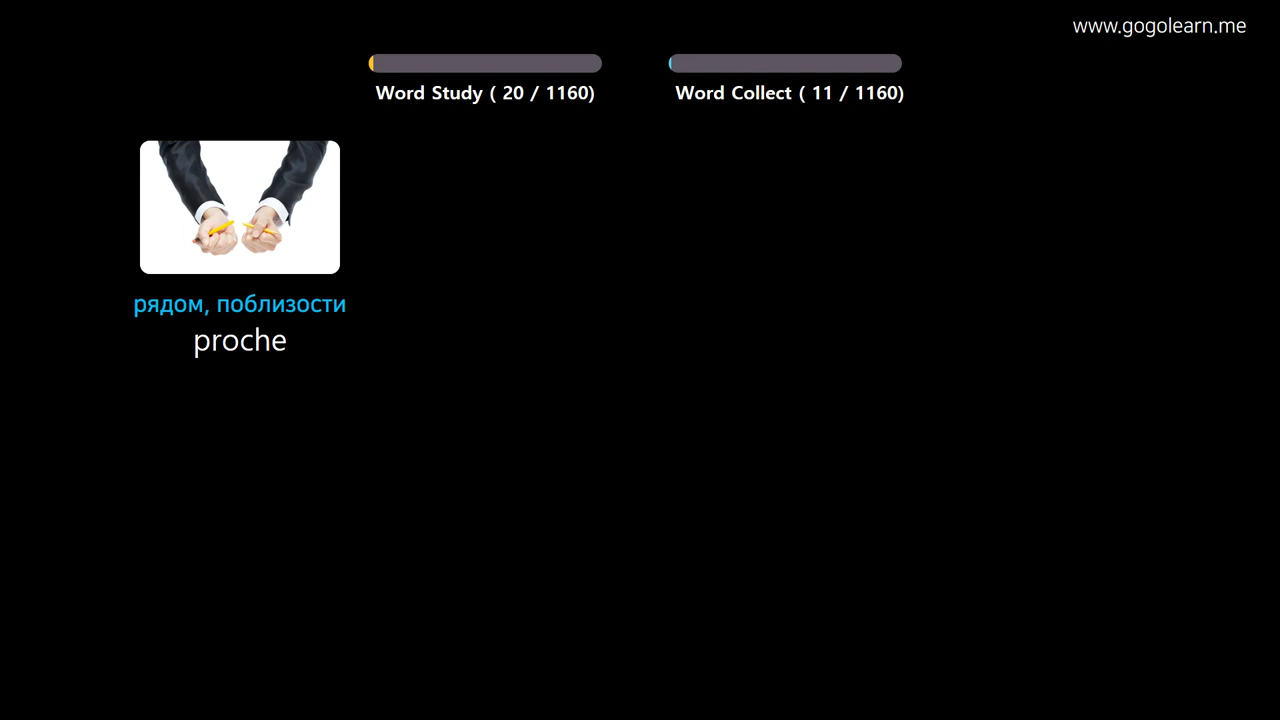 www.gogolearn.me
Word Study ( 20 / 1160)
Word Collect ( 11 / 1160)
рядом, поблизости
proche